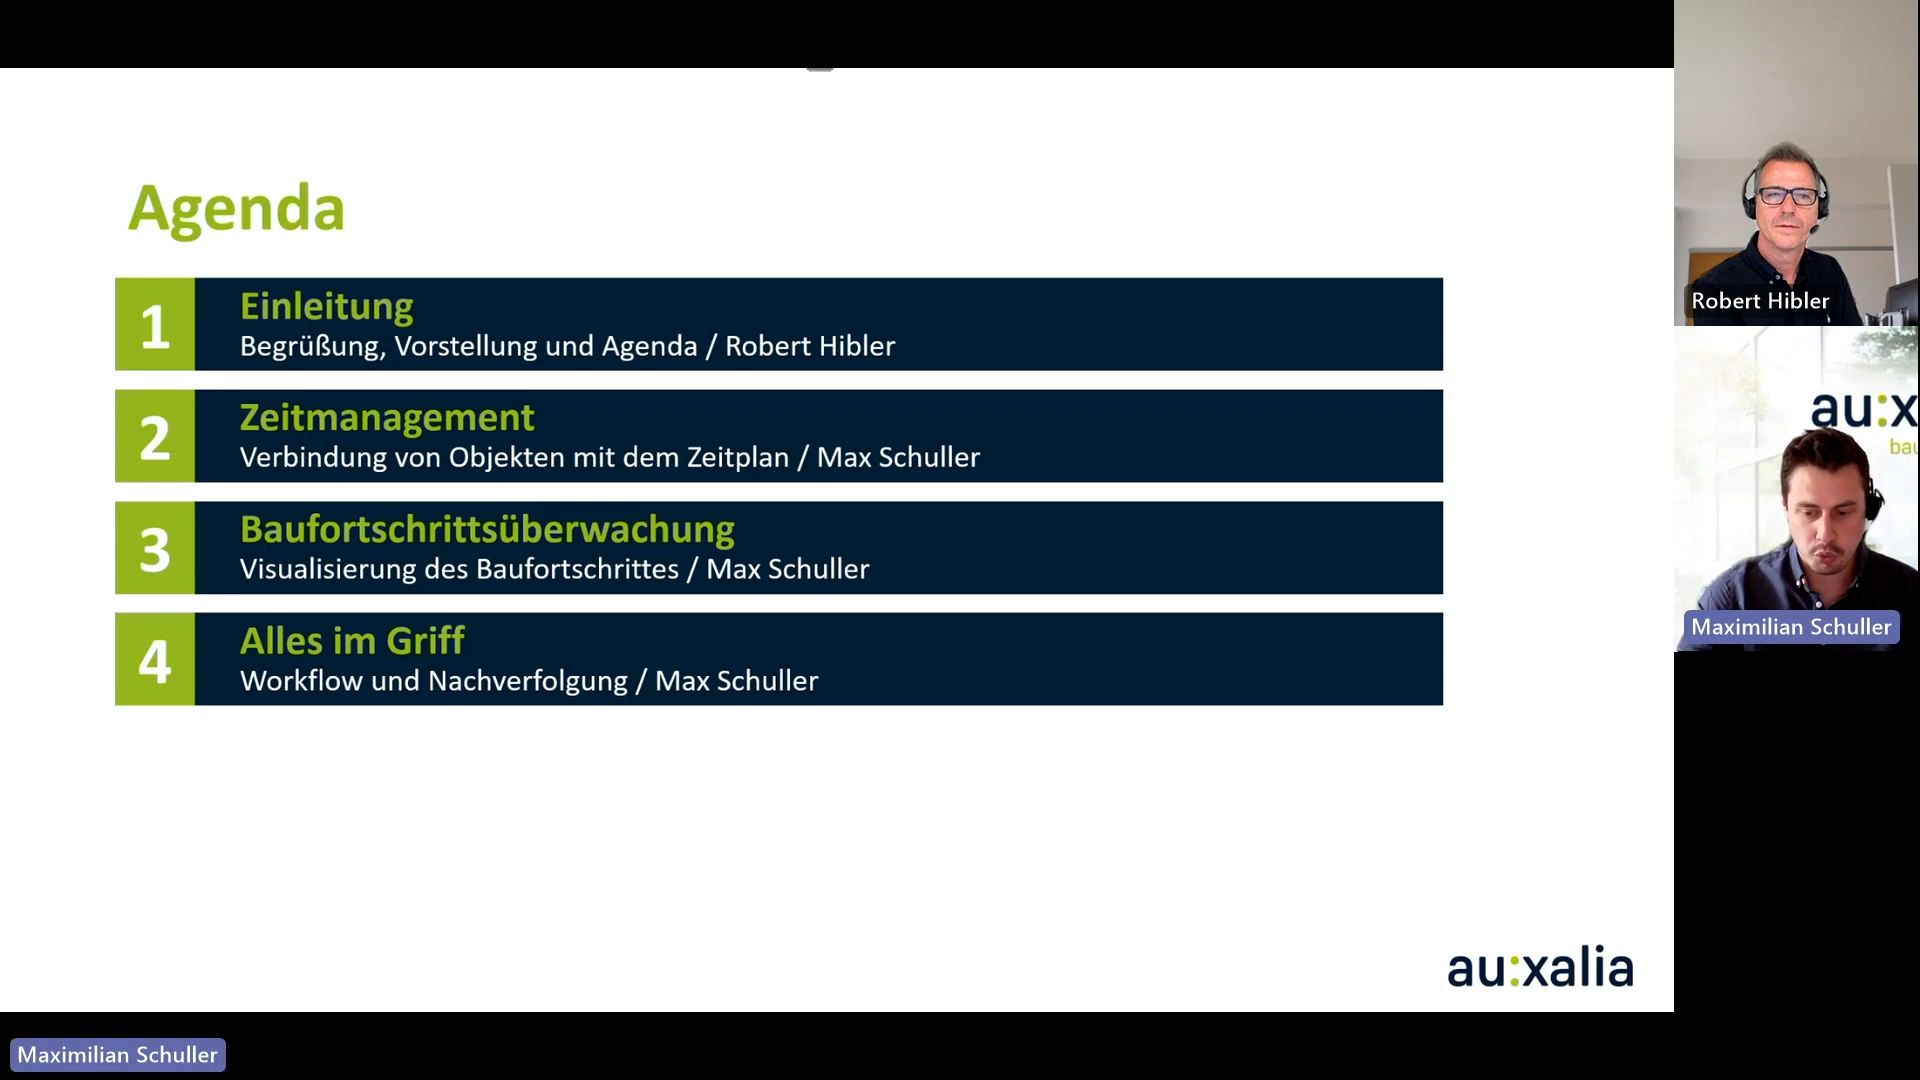 Agenda
1
Einleitung
Begrüßung, Vorstellung und Agenda / Robert Hibler
2
Zeitmanagement
Verbindung von Objekten mit dem Zeitplan / Max Schuller
3
Baufortschrittsüberwachung
Visualisierung des Baufortschrittes / Max Schuller
4
Alles im Griff
Workflow und Nachverfolgung / Max Schuller
au:xalia
Maximilian Schuller
Robert Hibler
au:x
bau
Maximilian Schuller